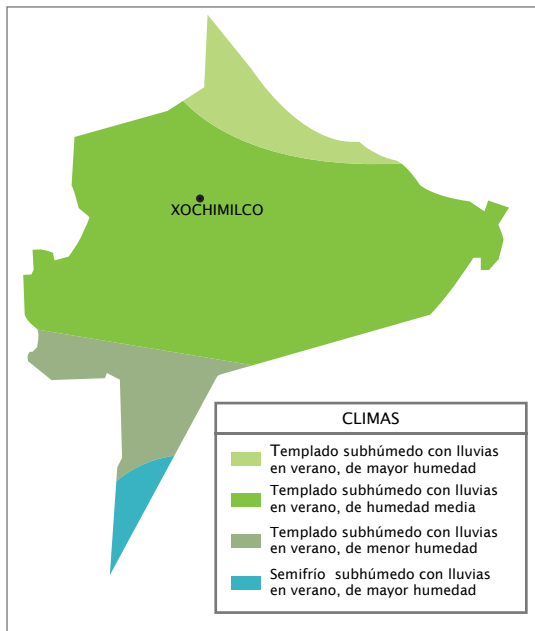 XOCHIMILCO
CLIMAS
Templado subhúmedo con lluvias
en verano, de mayor humedad
Templado subhúmedo con lluvias
en verano, de humedad media
Templado subhúmedo con lluvias
en verano, de menor humedad
Semifrío subhúmedo con lluvias
en verano, de mayor humedad